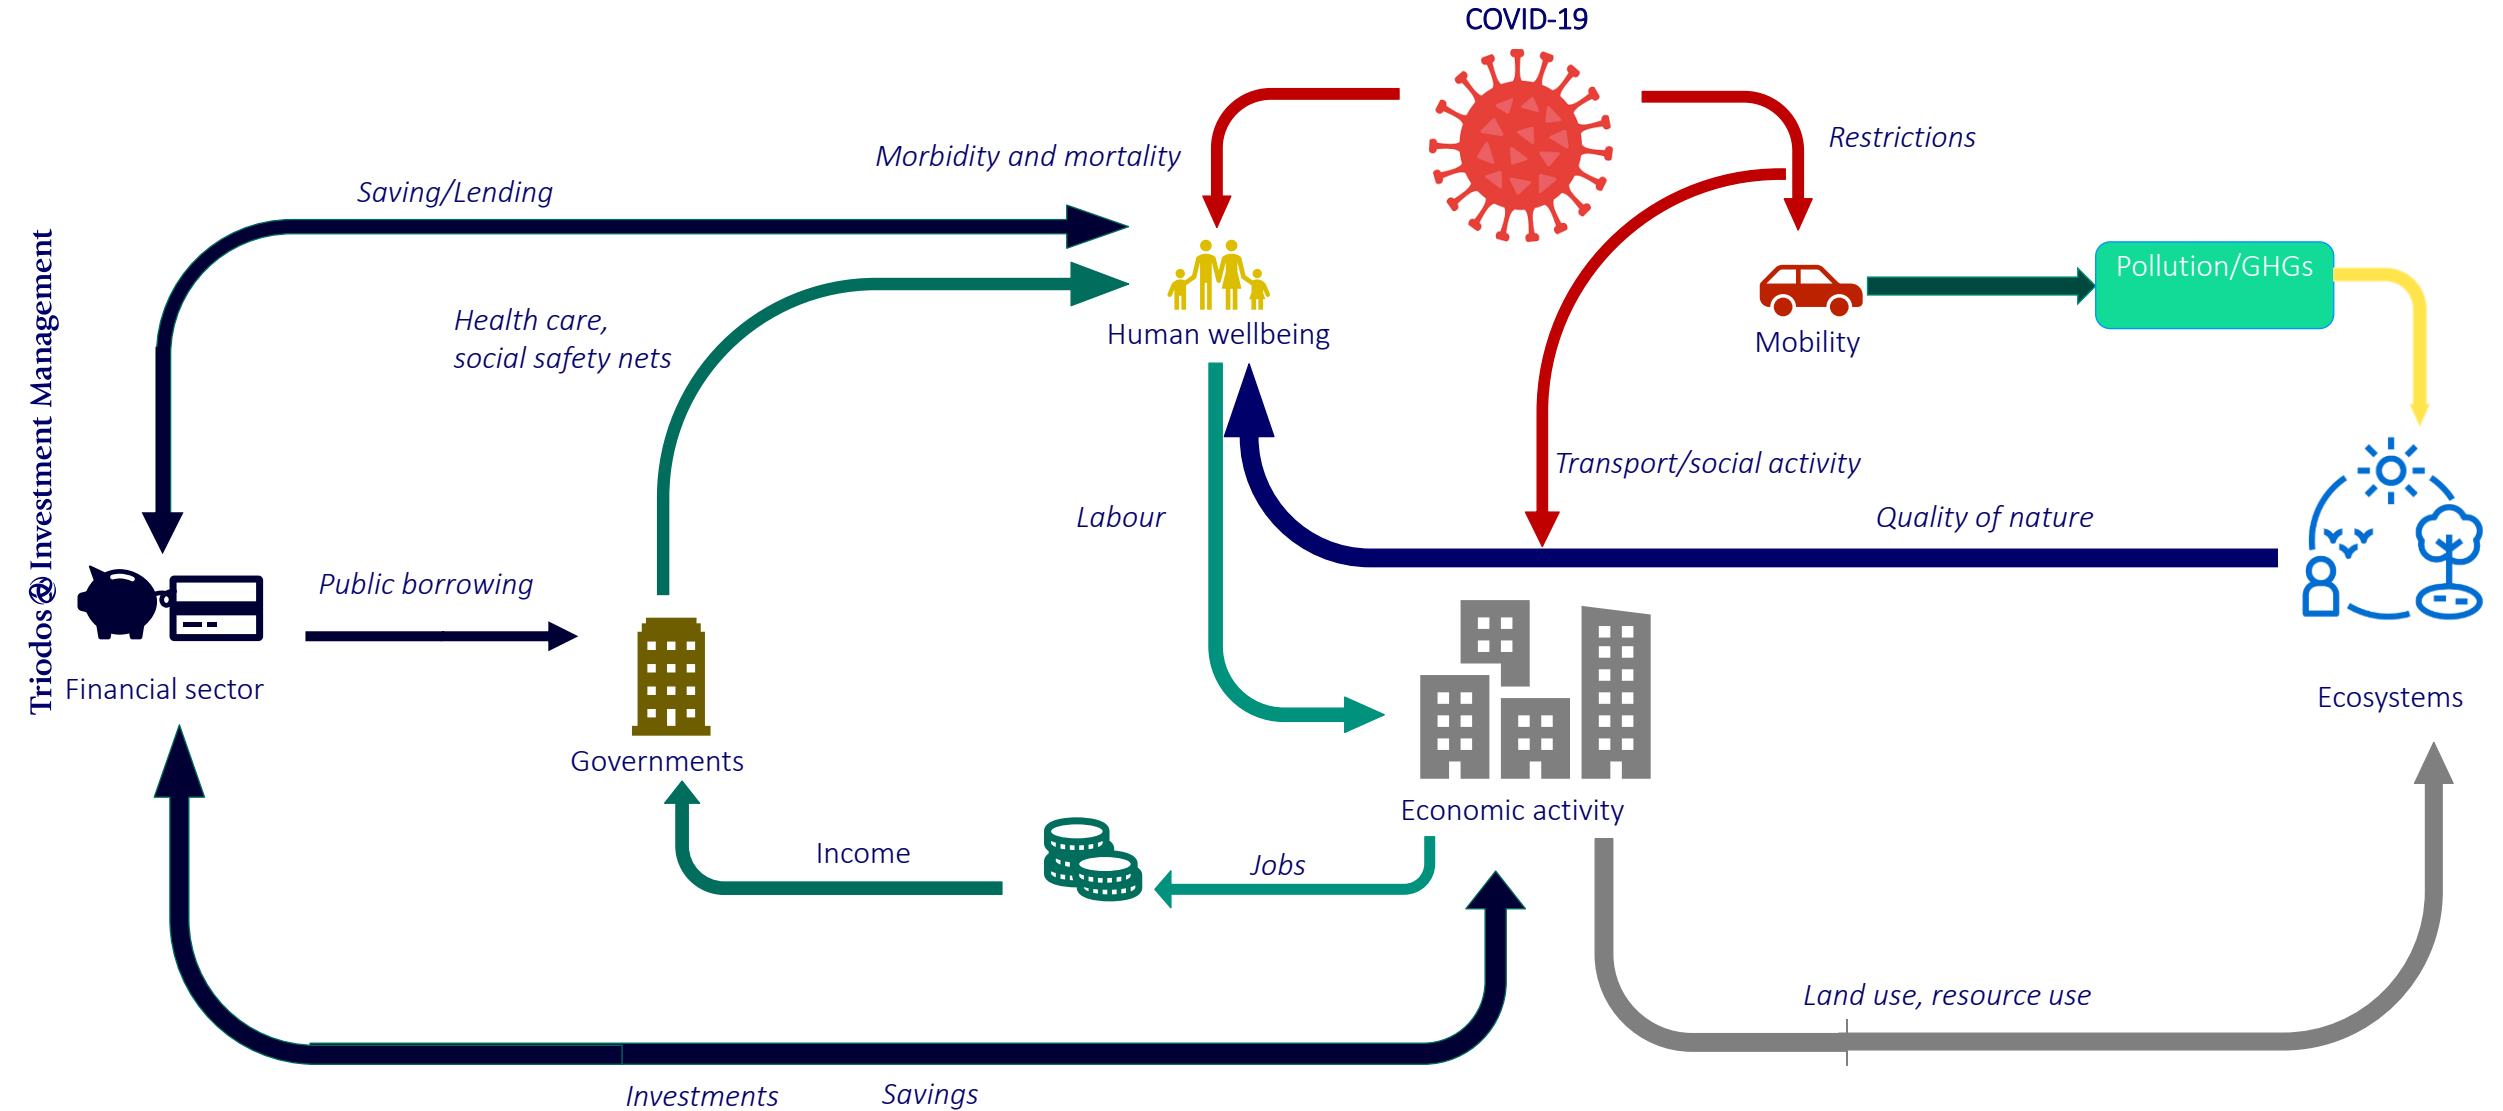 COVID-19
Restrictions
Morbidity and mortality
Saving/Lending
Pollution/GHGs
Health care,
social safety nets
Human wellbeing
Mobility
Transport/social activity
Labour
Quality of nature
Public borrowing
Triodos Investment Management
Financial sector
Ecosystems
Governments
Economic activity
Income
Jobs
Land use, resource use
Investments
Savings